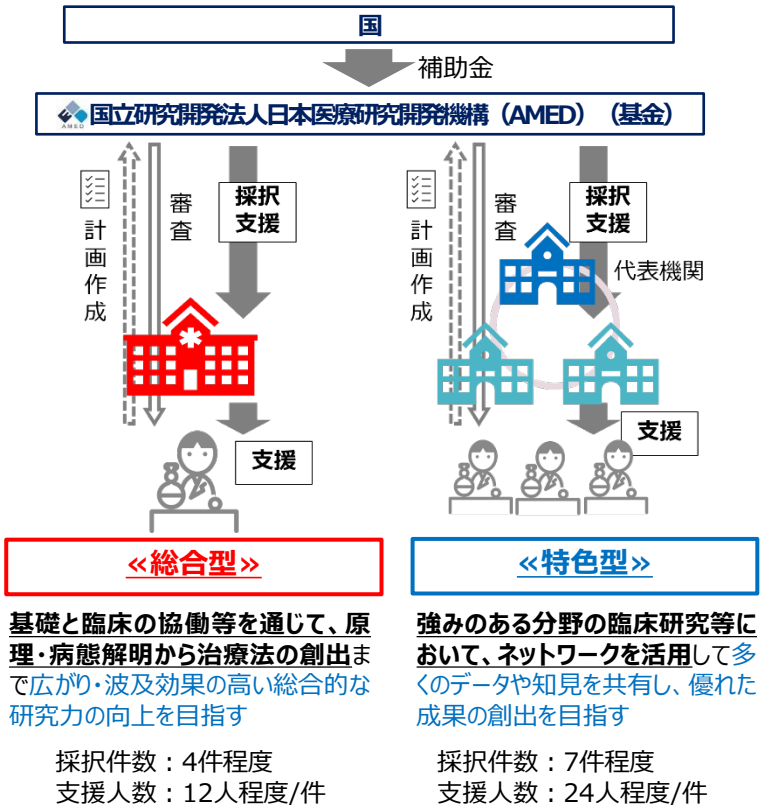 国
補助金
AMED
国立研究開発法人日本医療研究開発機構（AMED）（基金）
計画作成
審査
採択
支援
支援
計画作成
審査
採択
支援
代表機関
支援
≪総合型≫
基礎と臨床の協働等を通じて、原
理・病態解明から治療法の創出ま
で広がり・波及効果の高い総合的な
研究力の向上を目指す
採択件数：4件程度
支援人数：12人程度/件
≪特色型≫
強みのある分野の臨床研究等に
おいて、ネットワークを活用して多
くのデータや知見を共有し、優れた
成果の創出を目指す
採択件数：7件程度
支援人数：24人程度/件